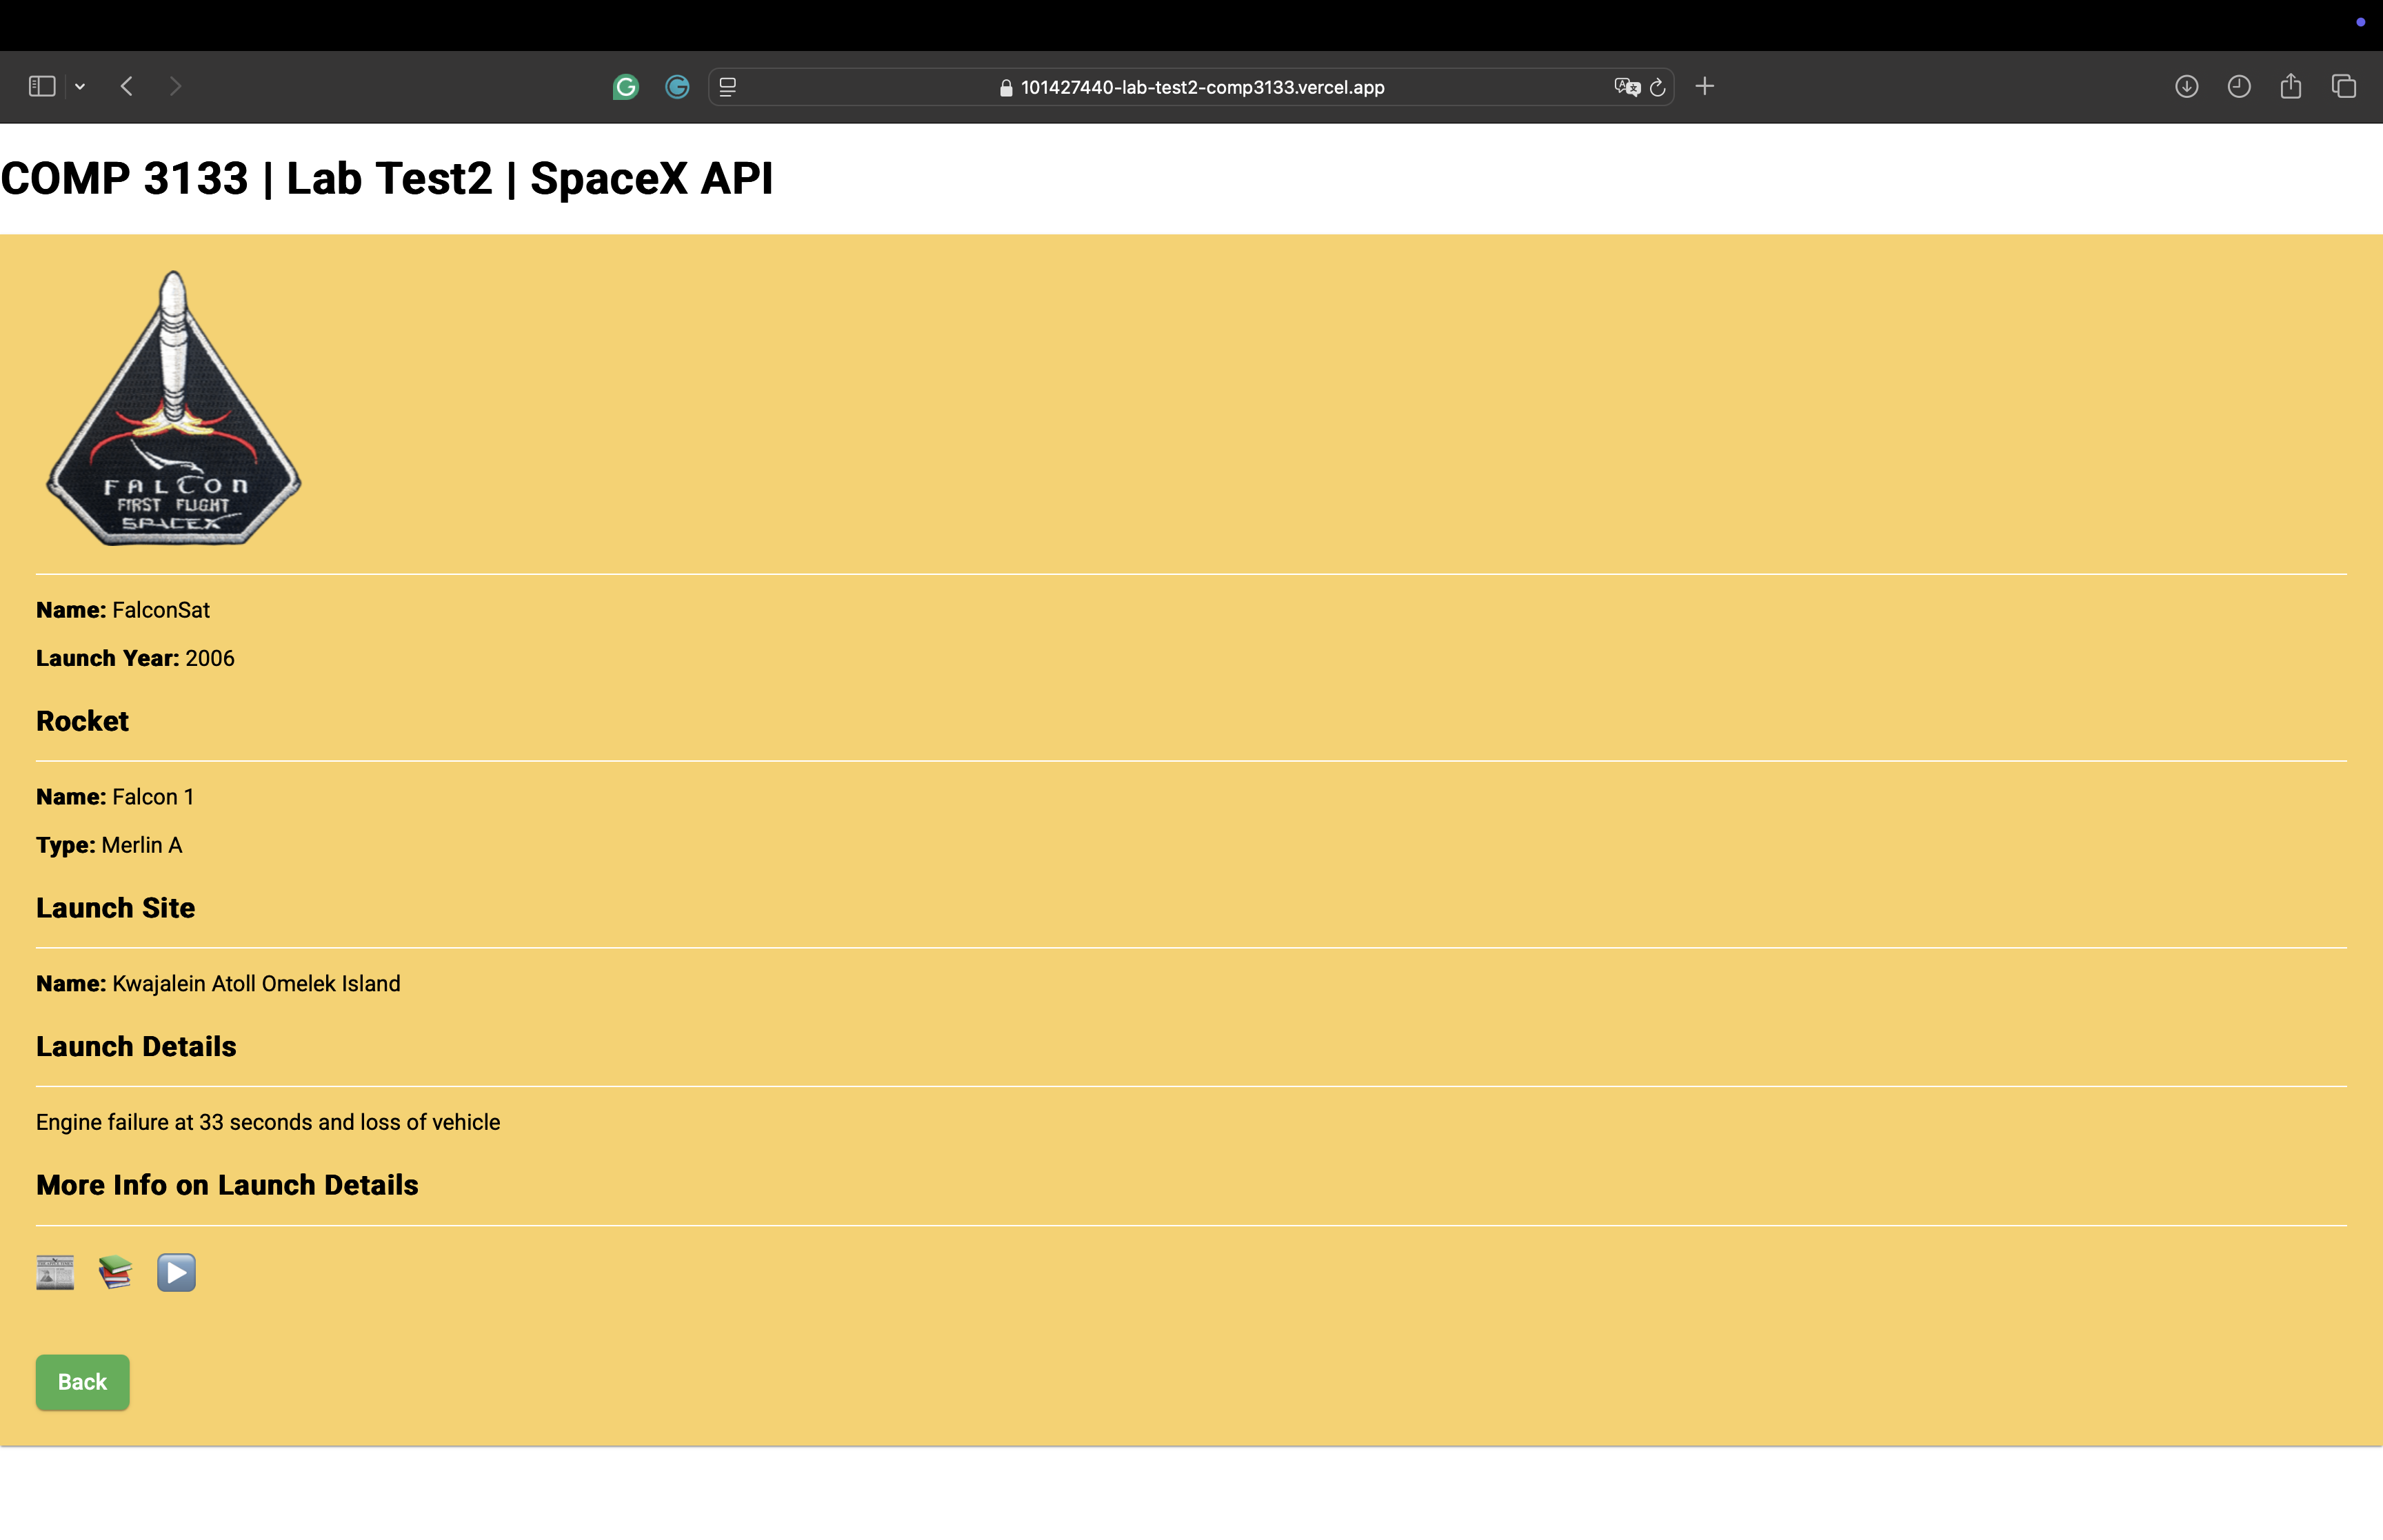 101427440-lab-test2-comp3133.vercel.app
COMP 3133 | Lab Test2 | SpaceX API
FALCON
FIRST FLIGHT
SPACEX
Name: FalconSat
Launch Year: 2006
Rocket
Name: Falcon 1
Type: Merlin A
Launch Site
Name: Kwajalein Atoll Omelek Island
Launch Details
Engine failure at 33 seconds and loss of vehicle
More Info on Launch Details
Back